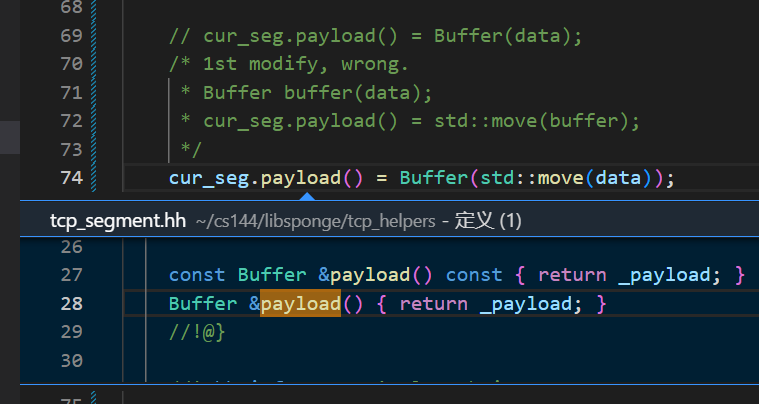 68
69 // cur_seg.payload() = Buffer(data);
70 /* 1st modify, wrong.
71 * Buffer buffer(data);
72 * cur_seg.payload() = std::move(buffer);
73 */
74 cur_seg.payload() = Buffer(std::move(data));
tcp_segment.hh ~/cs144/libsponge/tcp_helpers - 定义 (1)
26
27 const Buffer &payload() const { return _payload; }
28 Buffer &payload() { return _payload; }
29 //!@}
30
75